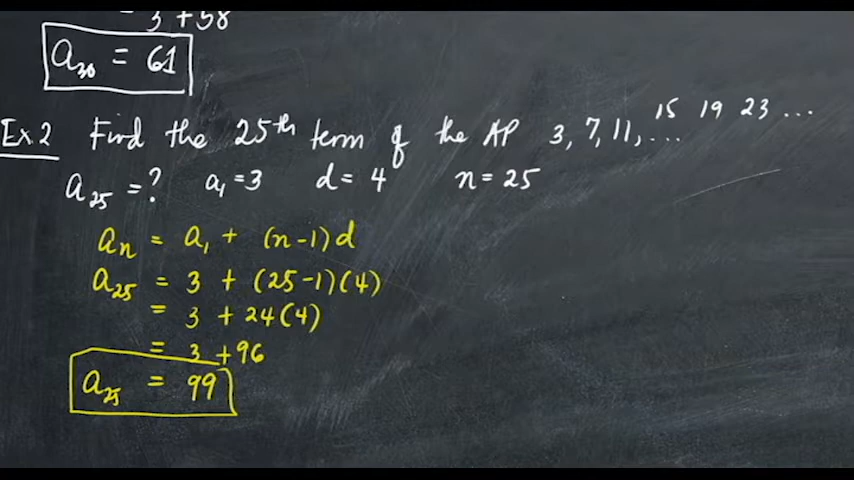 = 3 + 58
a₃₀ = 61
Ex.2 Find the 25th term of the AP 3, 7, 11, ... 15 19 23 ...
a₂₅ = ? a₁ = 3 d = 4 n = 25
aₙ = a₁ + (n-1)d
a₂₅ = 3 + (25-1)(4)
= 3 + 24(4)
= 3 + 96
a₂₅ = 99